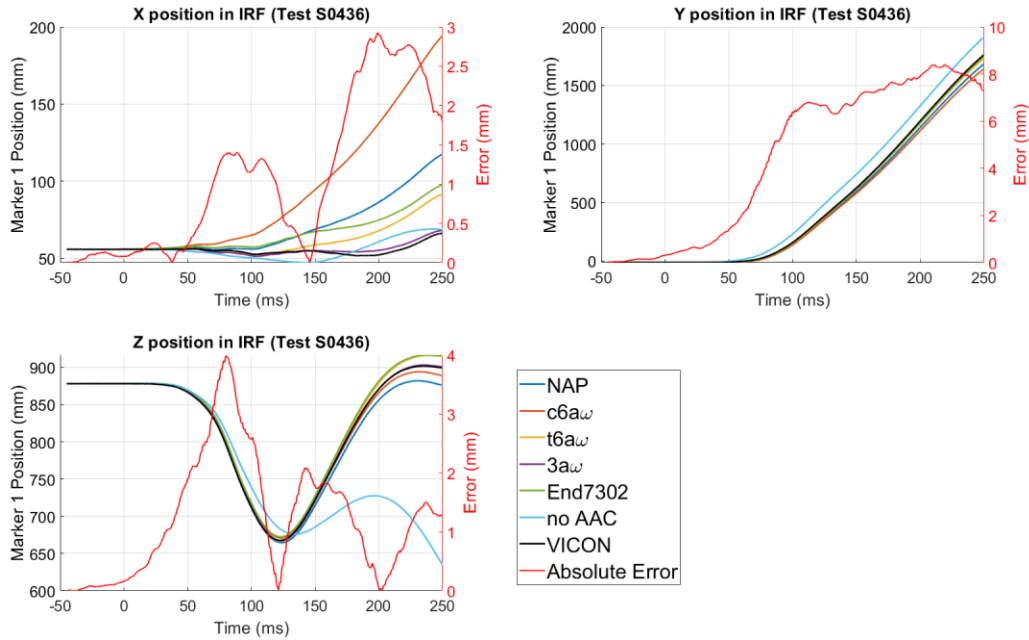 X position in IRF (Test S0436)
200
150
100
50
Marker 1 Position (mm)
3
2.5
2
1.5
1
0.5
0
Error (mm)
-50 0 50 100 150 200 250
Time (ms)
Y position in IRF (Test S0436)
2000
1500
1000
500
0
Marker 1 Position (mm)
10
8
6
4
2
0
Error (mm)
-50 0 50 100 150 200 250
Time (ms)
Z position in IRF (Test S0436)
900
850
800
750
700
650
600
Marker 1 Position (mm)
4
3
2
1
0
Error (mm)
-50 0 50 100 150 200 250
Time (ms)
NAP
c6aω
t6aω
3aω
End7302
no AAC
VICON
Absolute Error